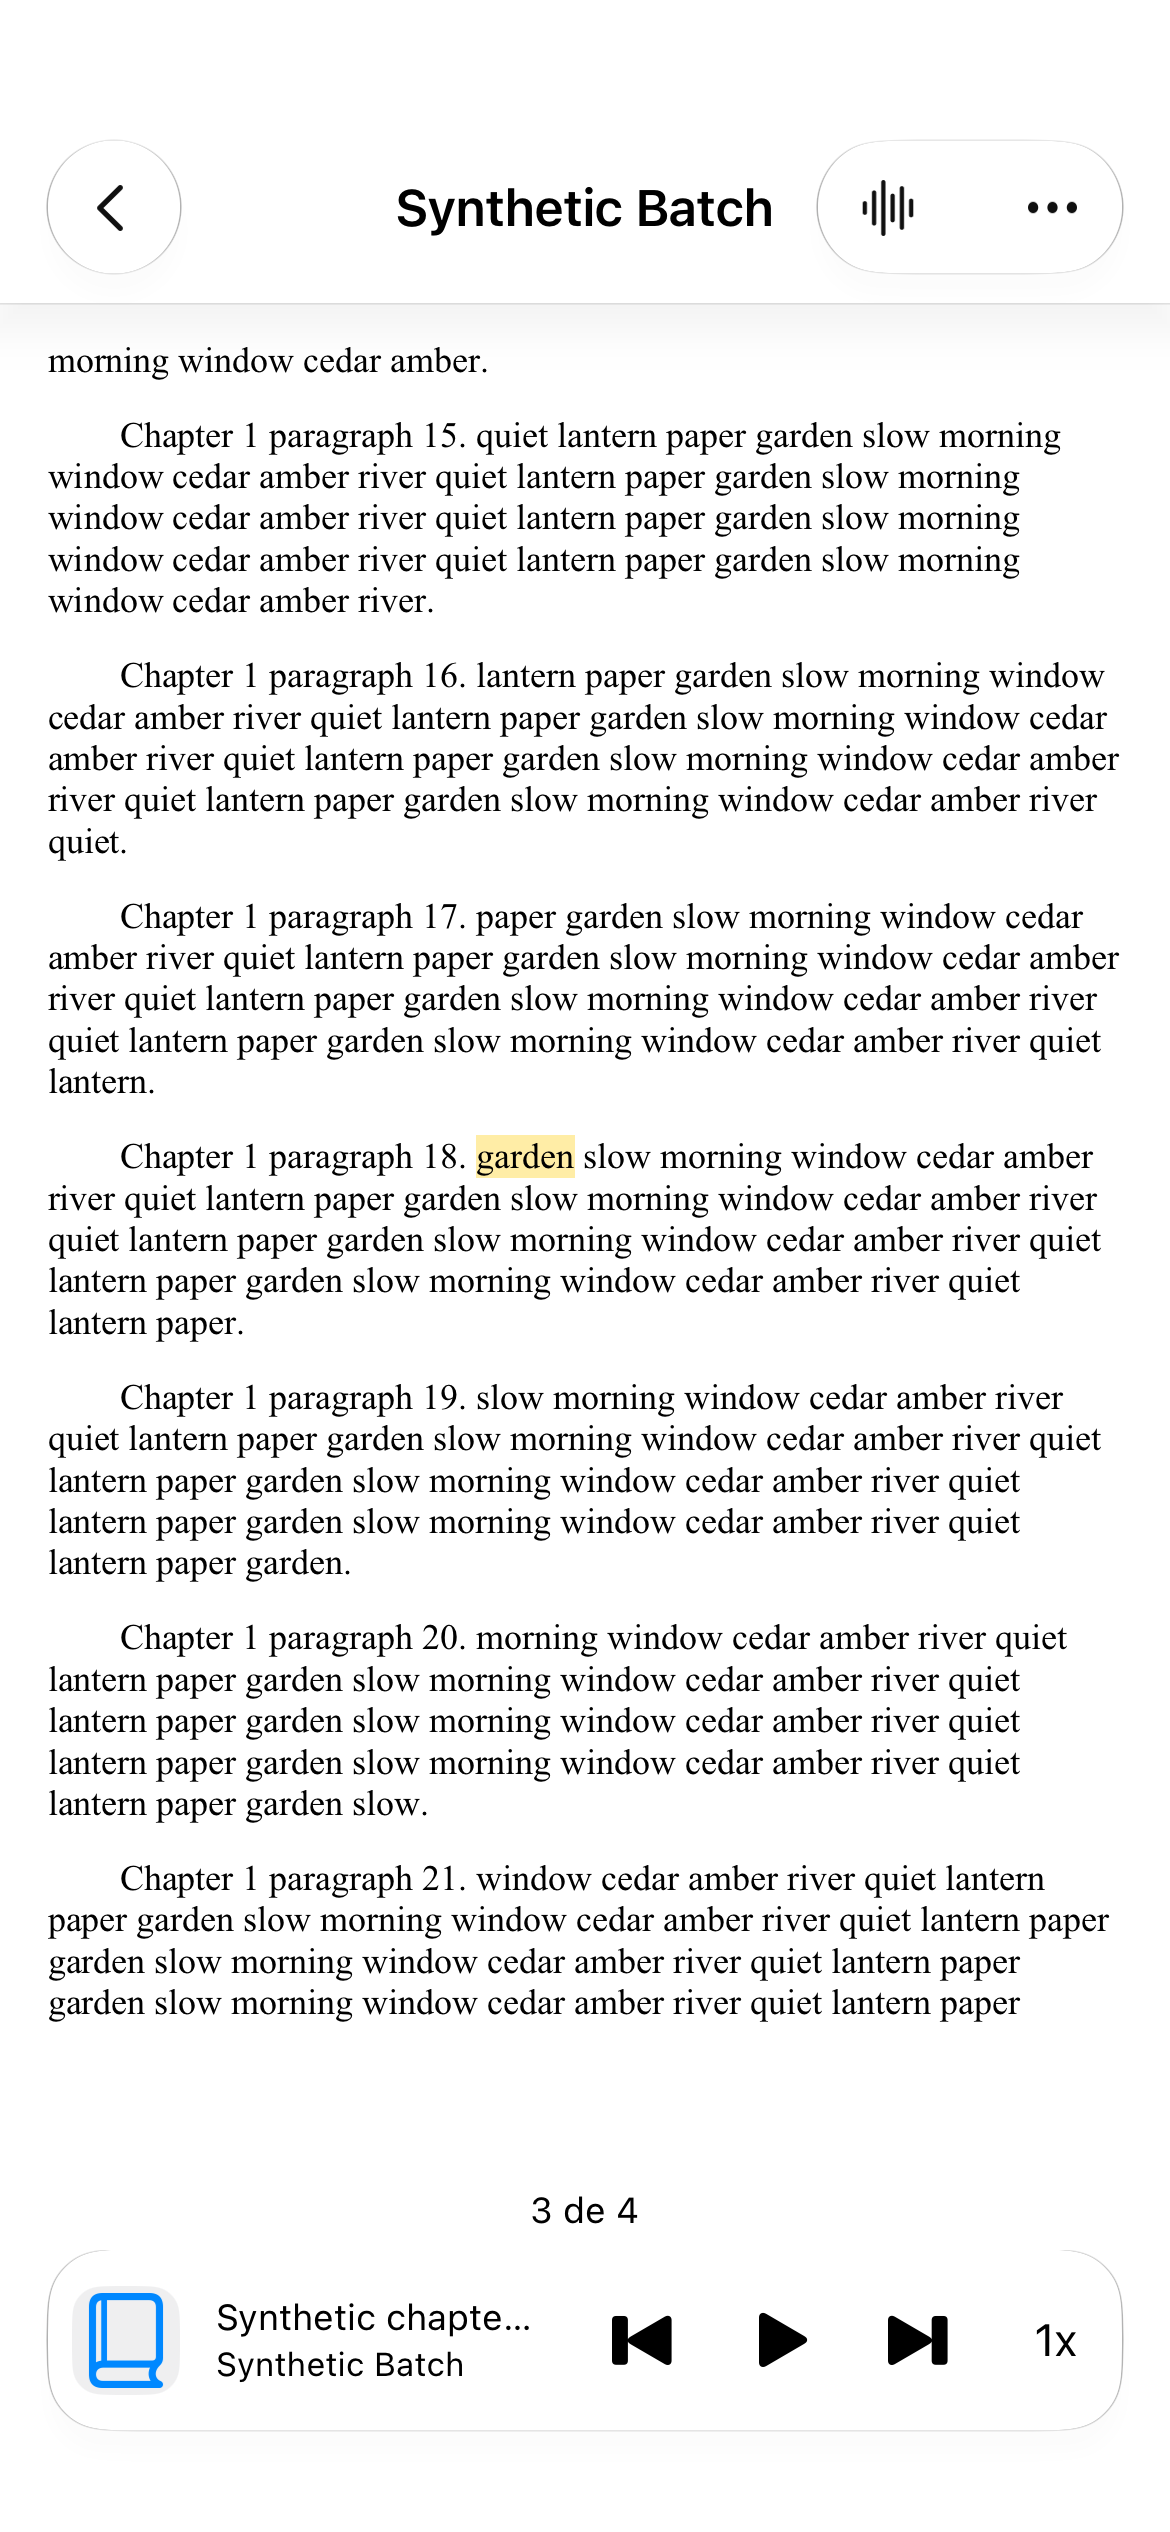 Synthetic Batch
morning window cedar amber.
Chapter 1 paragraph 15. quiet lantern paper garden slow morning
window cedar amber river quiet lantern paper garden slow morning
window cedar amber river quiet lantern paper garden slow morning
window cedar amber river quiet lantern paper garden slow morning
window cedar amber river.
Chapter 1 paragraph 16. lantern paper garden slow morning window
cedar amber river quiet lantern paper garden slow morning window cedar
amber river quiet lantern paper garden slow morning window cedar amber
river quiet lantern paper garden slow morning window cedar amber river
quiet.
Chapter 1 paragraph 17. paper garden slow morning window cedar
amber river quiet lantern paper garden slow morning window cedar amber
river quiet lantern paper garden slow morning window cedar amber river
quiet lantern paper garden slow morning window cedar amber river quiet
lantern.
Chapter 1 paragraph 18. garden slow morning window cedar amber
river quiet lantern paper garden slow morning window cedar amber river
quiet lantern paper garden slow morning window cedar amber river quiet
lantern paper garden slow morning window cedar amber river quiet
lantern paper.
Chapter 1 paragraph 19. slow morning window cedar amber river
quiet lantern paper garden slow morning window cedar amber river quiet
lantern paper garden slow morning window cedar amber river quiet
lantern paper garden slow morning window cedar amber river quiet
lantern paper garden.
Chapter 1 paragraph 20. morning window cedar amber river quiet
lantern paper garden slow morning window cedar amber river quiet
lantern paper garden slow morning window cedar amber river quiet
lantern paper garden slow morning window cedar amber river quiet
lantern paper garden slow.
Chapter 1 paragraph 21. window cedar amber river quiet lantern
paper garden slow morning window cedar amber river quiet lantern paper
garden slow morning window cedar amber river quiet lantern paper
garden slow morning window cedar amber river quiet lantern paper
3 de 4
Synthetic chapte...
Synthetic Batch
1x